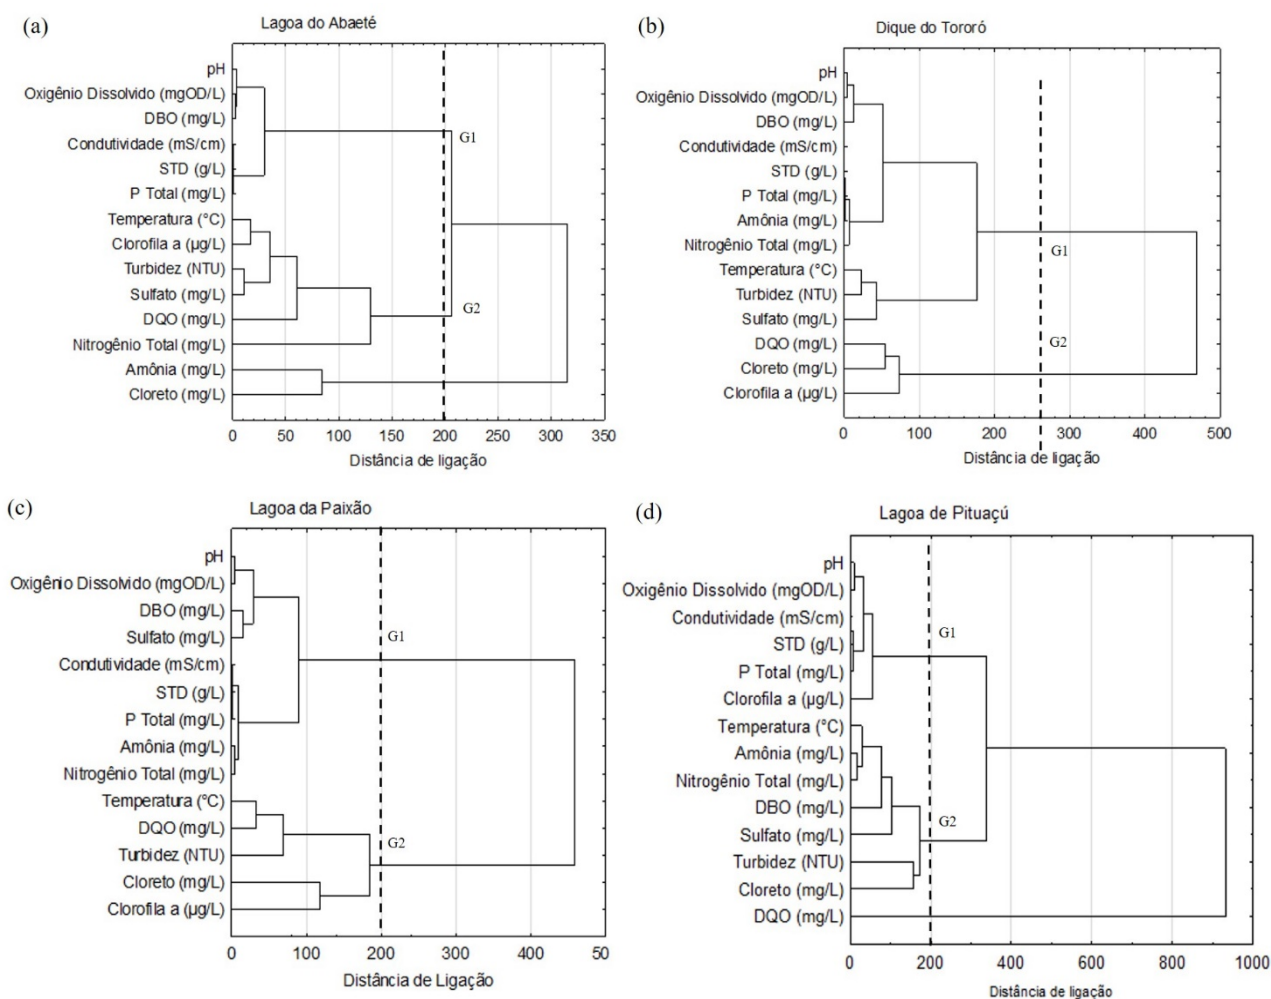 (a)
Lagoa do Abaeté
pH
Oxigênio Dissolvido (mgOD/L)
DBO (mg/L)
Condutividade (mS/cm)
STD (g/L)
P Total (mg/L)
Temperatura (°C)
Clorofila a (µg/L)
Turbidez (NTU)
Sulfato (mg/L)
DQO (mg/L)
Nitrogênio Total (mg/L)
Amônia (mg/L)
Cloreto (mg/L)
G1
G2
0 50 100 150 200 250 300 350
Distância de ligação
(b)
Dique do Tororó
pH
Oxigênio Dissolvido (mgOD/L)
DBO (mg/L)
Condutividade (mS/cm)
STD (g/L)
P Total (mg/L)
Amônia (mg/L)
Nitrogênio Total (mg/L)
Temperatura (°C)
Turbidez (NTU)
Sulfato (mg/L)
DQO (mg/L)
Cloreto (mg/L)
Clorofila a (µg/L)
G1
G2
0 100 200 300 400 500
Distância de ligação
(c)
Lagoa da Paixão
pH
Oxigênio Dissolvido (mgOD/L)
DBO (mg/L)
Sulfato (mg/L)
Condutividade (mS/cm)
STD (g/L)
P Total (mg/L)
Amônia (mg/L)
Nitrogênio Total (mg/L)
Temperatura (°C)
DQO (mg/L)
Turbidez (NTU)
Cloreto (mg/L)
Clorofila a (µg/L)
G1
G2
0 100 200 300 400 50
Distância de Ligação
(d)
Lagoa de Pituaçú
pH
Oxigênio Dissolvido (mgOD/L)
Condutividade (mS/cm)
STD (g/L)
P Total (mg/L)
Clorofila a (µg/L)
Temperatura (°C)
Amônia (mg/L)
Nitrogênio Total (mg/L)
DBO (mg/L)
Sulfato (mg/L)
Turbidez (NTU)
Cloreto (mg/L)
DQO (mg/L)
G1
G2
0 200 400 600 800 1000
Distância de ligação